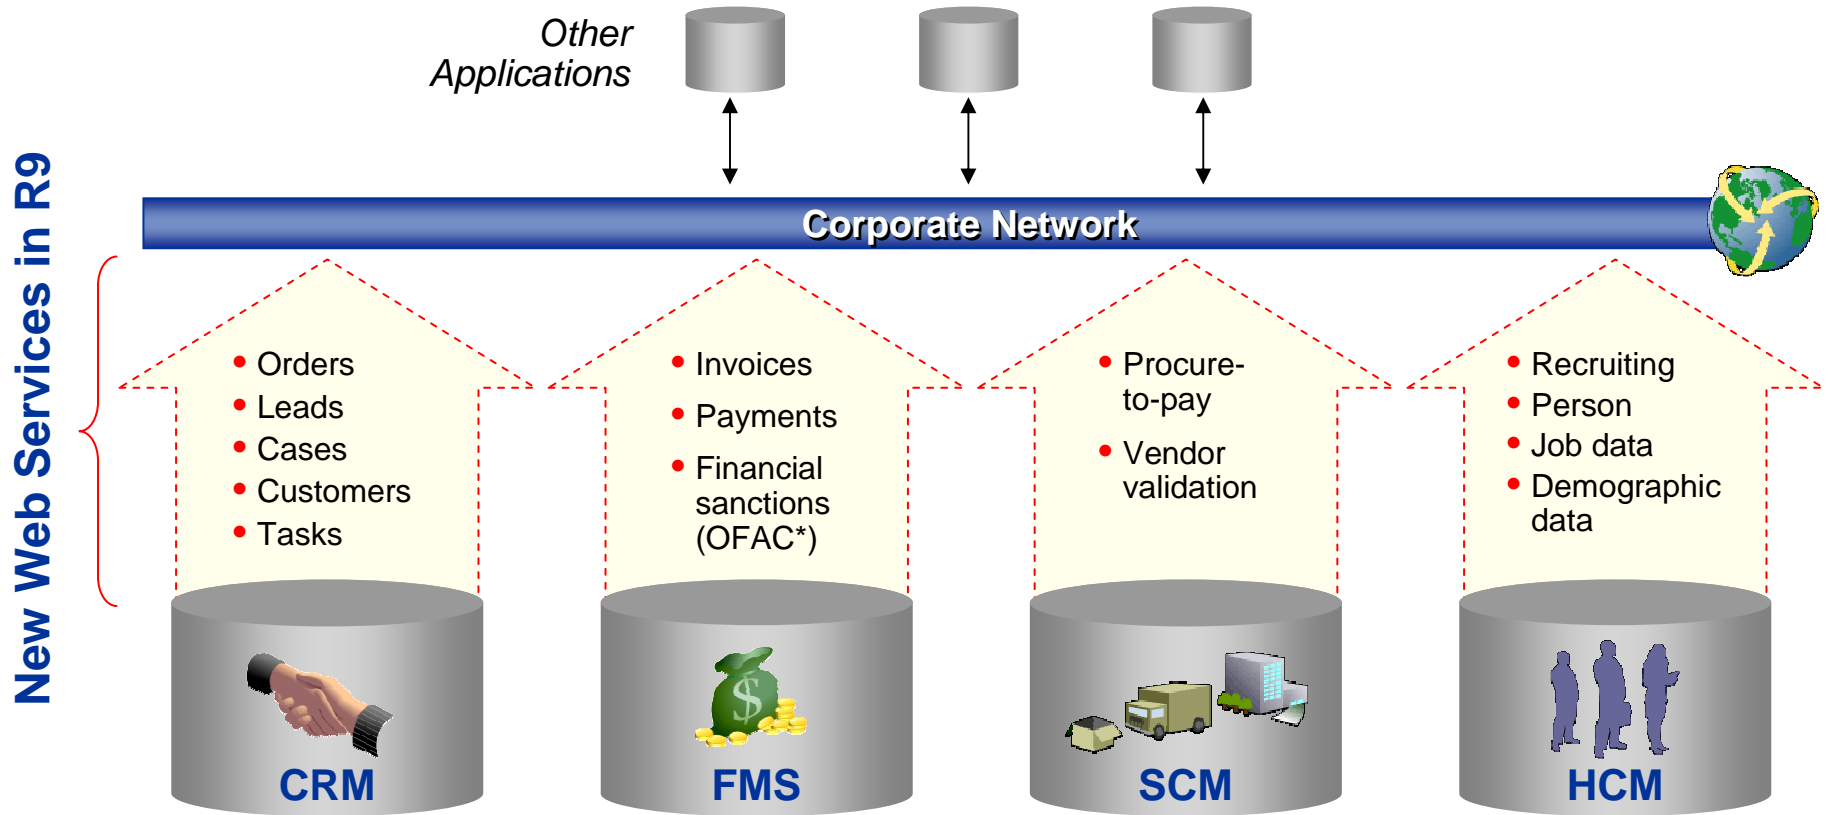 Other
Applications
New Web Services in R9
Corporate Network
• Orders
• Leads
• Cases
• Customers
• Tasks
• Invoices
• Payments
• Financial
sanctions
(OFAC*)
• Procure-
to-pay
• Vendor
validation
• Recruiting
• Person
• Job data
• Demographic
data
$
CRM
FMS
SCM
HCM